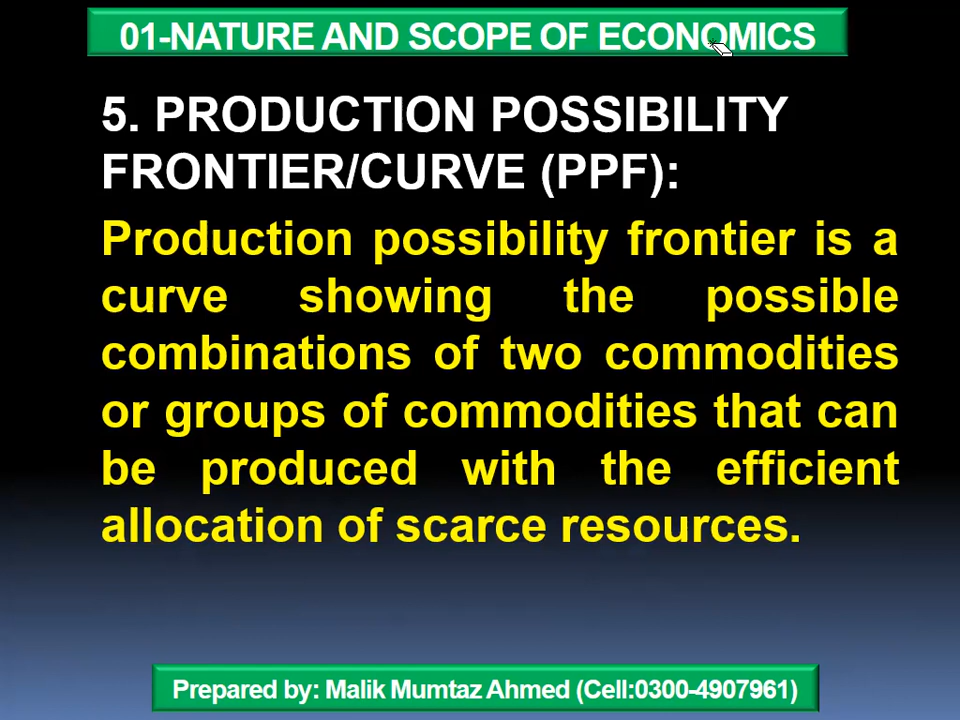 01-NATURE AND SCOPE OF ECONOMICS
5. PRODUCTION POSSIBILITY
FRONTIER/CURVE (PPF):
Production possibility frontier is a
curve showing the possible
combinations of two commodities
or groups of commodities that can
be produced with the efficient
allocation of scarce resources.
Prepared by: Malik Mumtaz Ahmed (Cell:0300-4907961)